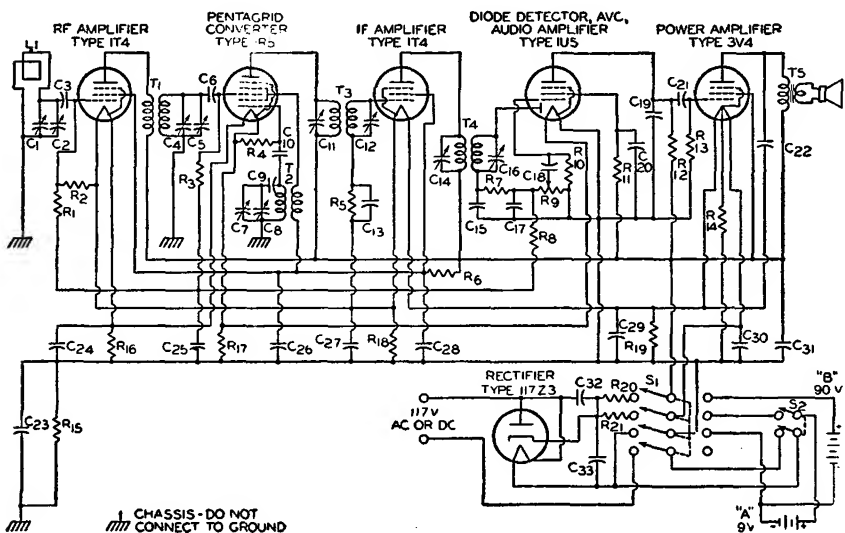 RF AMPLIFIER
TYPE 1T4
PENTAGRID
CONVERTER
TYPE 1R5
IF AMPLIFIER
TYPE 1T4
DIODE DETECTOR, AVC,
AUDIO AMPLIFIER
TYPE 1U5
POWER AMPLIFIER
TYPE 3V4
L1
C3
T1
C6
T3
T4
C19
C21
T5
C1
C2
C4
C5
R4
C10
C11
C12
C14
C16
C18
R10
R11
C20
R12
R13
C22
R2
R1
R3
C9
T2
C7
C8
R5
C13
R7
R9
C15
C17
R8
R14
R6
C24
R16
C25
R17
C26
C27
R18
C28
C29
R19
C30
C31
C23
R15
RECTIFIER
TYPE 117Z3
117V
AC OR DC
C32
R20
R21
C33
S1
S2
"B"
90V
"A"
9V
CHASSIS-DO NOT
CONNECT TO GROUND